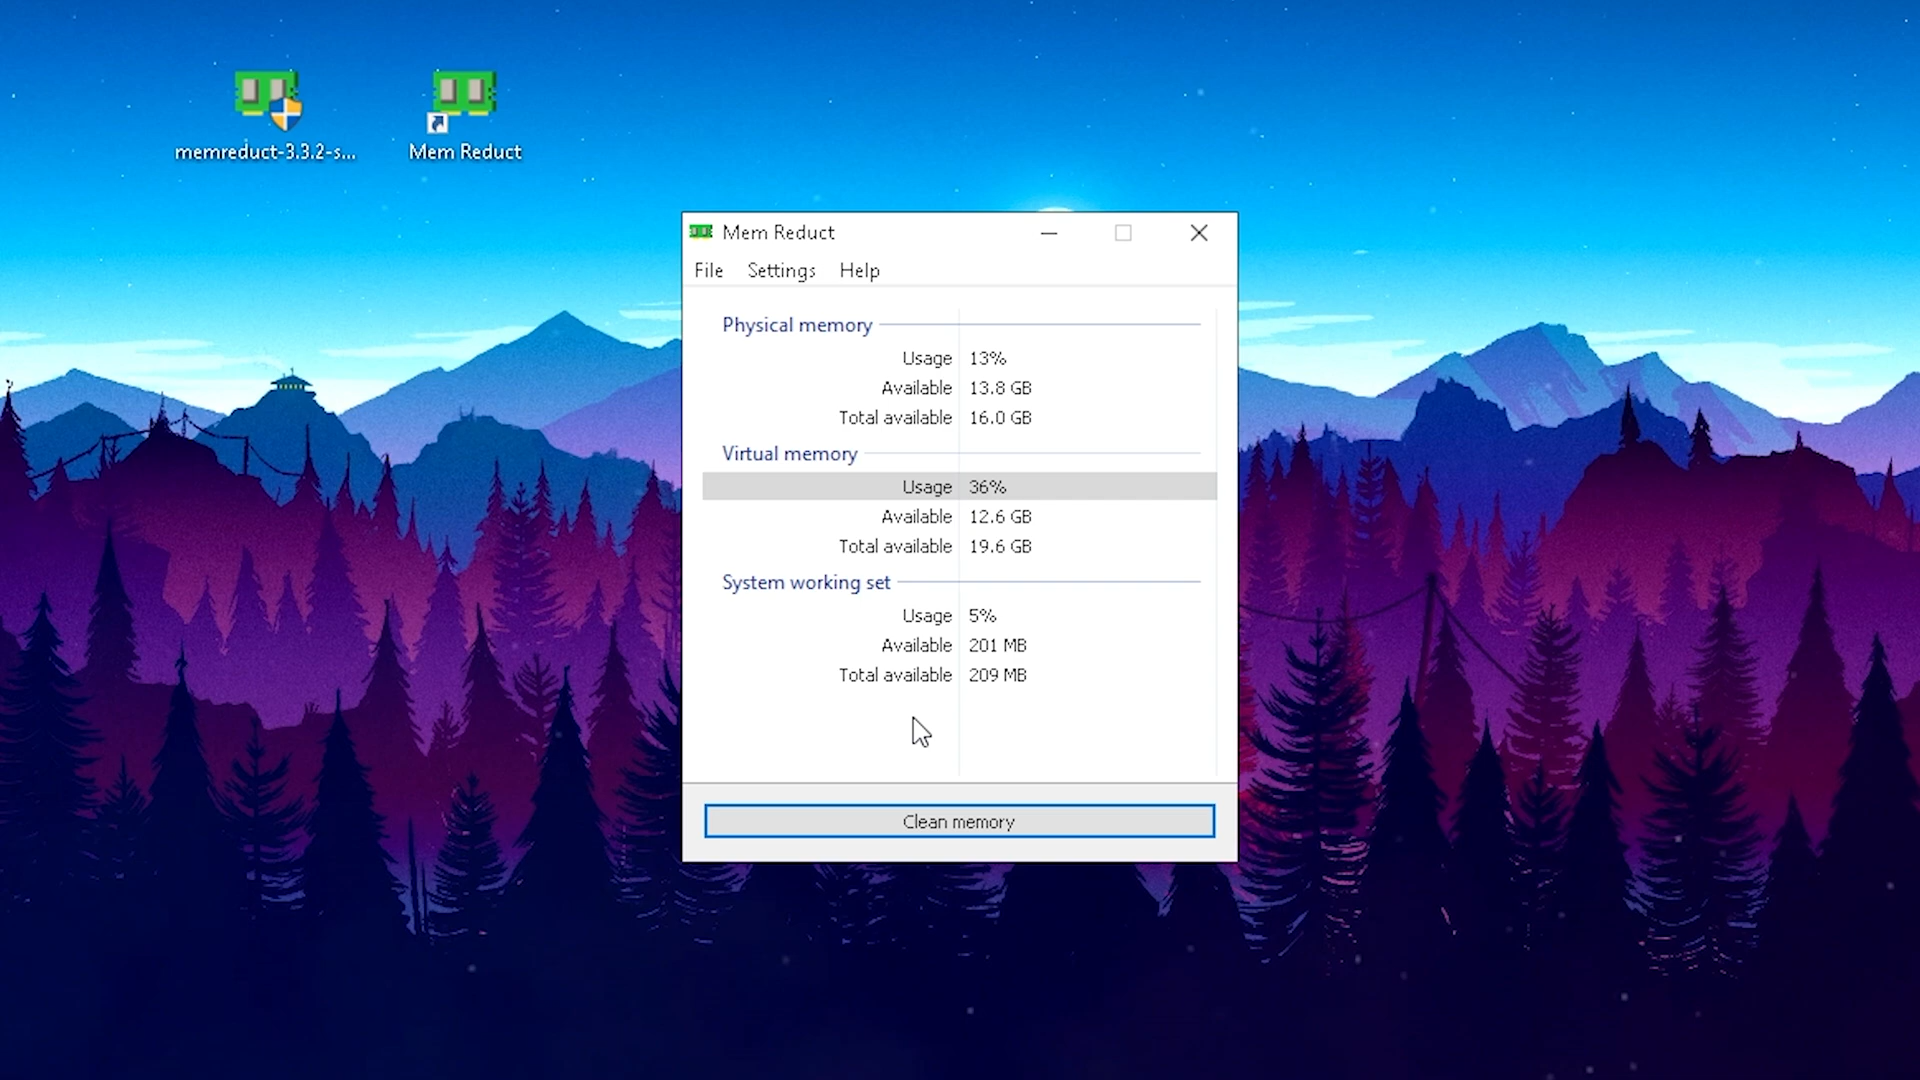 memreduct-3.3.2-s...
Mem Reduct
Mem Reduct
File Settings Help
Physical memory
Usage 13%
Available 13.8 GB
Total available 16.0 GB
Virtual memory
Usage 36%
Available 12.6 GB
Total available 19.6 GB
System working set
Usage 5%
Available 201 MB
Total available 209 MB
Clean memory